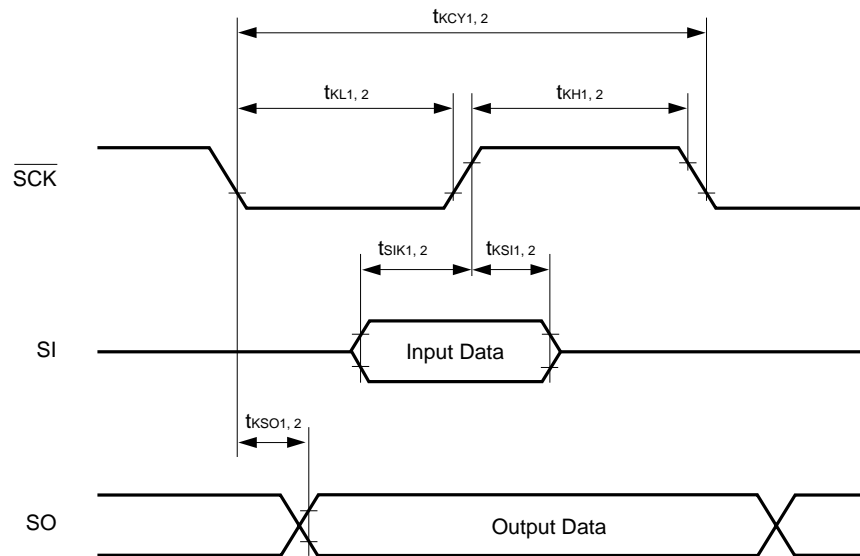 tKCY1, 2
tKL1, 2
tKH1, 2
SCK
tSIK1, 2
tKSI1, 2
SI
Input Data
tKSO1, 2
SO
Output Data